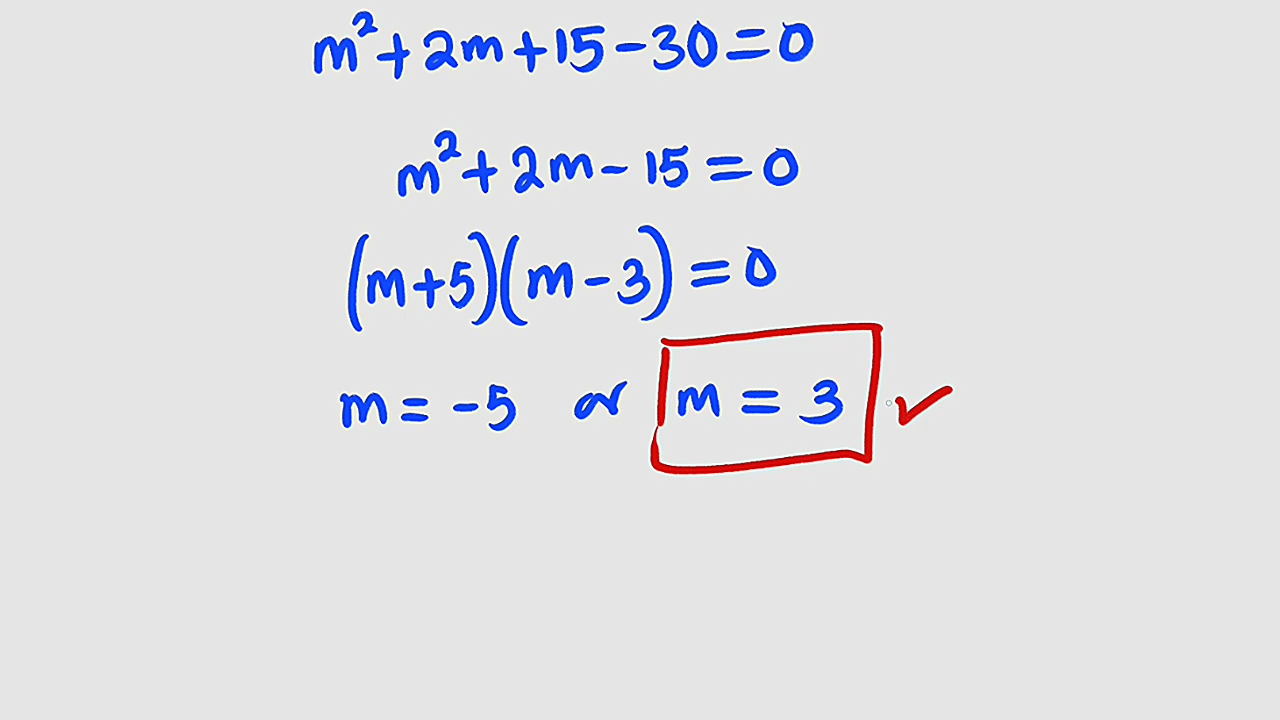 m²+2m+15-30=0
m²+2m-15=0
(m+5)(m-3)=0
m=-5 or m=3 ✓